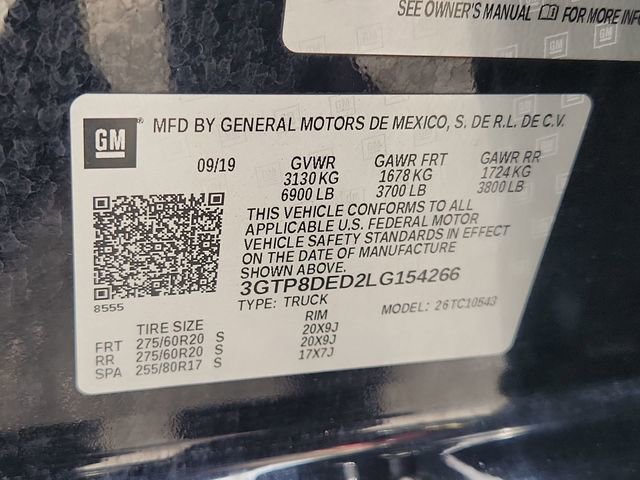 SEE OWNER'S MANUAL FOR MORE INFO
GM
MFD BY GENERAL MOTORS DE MEXICO, S. DE R.L. DE C.V.
09/19 GVWR GAWR FRT GAWR RR
3130 KG 1678 KG 1724 KG
6900 LB 3700 LB 3800 LB
THIS VEHICLE CONFORMS TO ALL
APPLICABLE U.S. FEDERAL MOTOR
VEHICLE SAFETY STANDARDS IN EFFECT
ON THE DATE OF MANUFACTURE
SHOWN ABOVE.
3GTP8DED2LG154266
TYPE: TRUCK MODEL: 26TC10543
8555
TIRE SIZE RIM
FRT 275/60R20 S 20X9J
RR 275/60R20 S 20X9J
SPA 255/80R17 S 17X7J